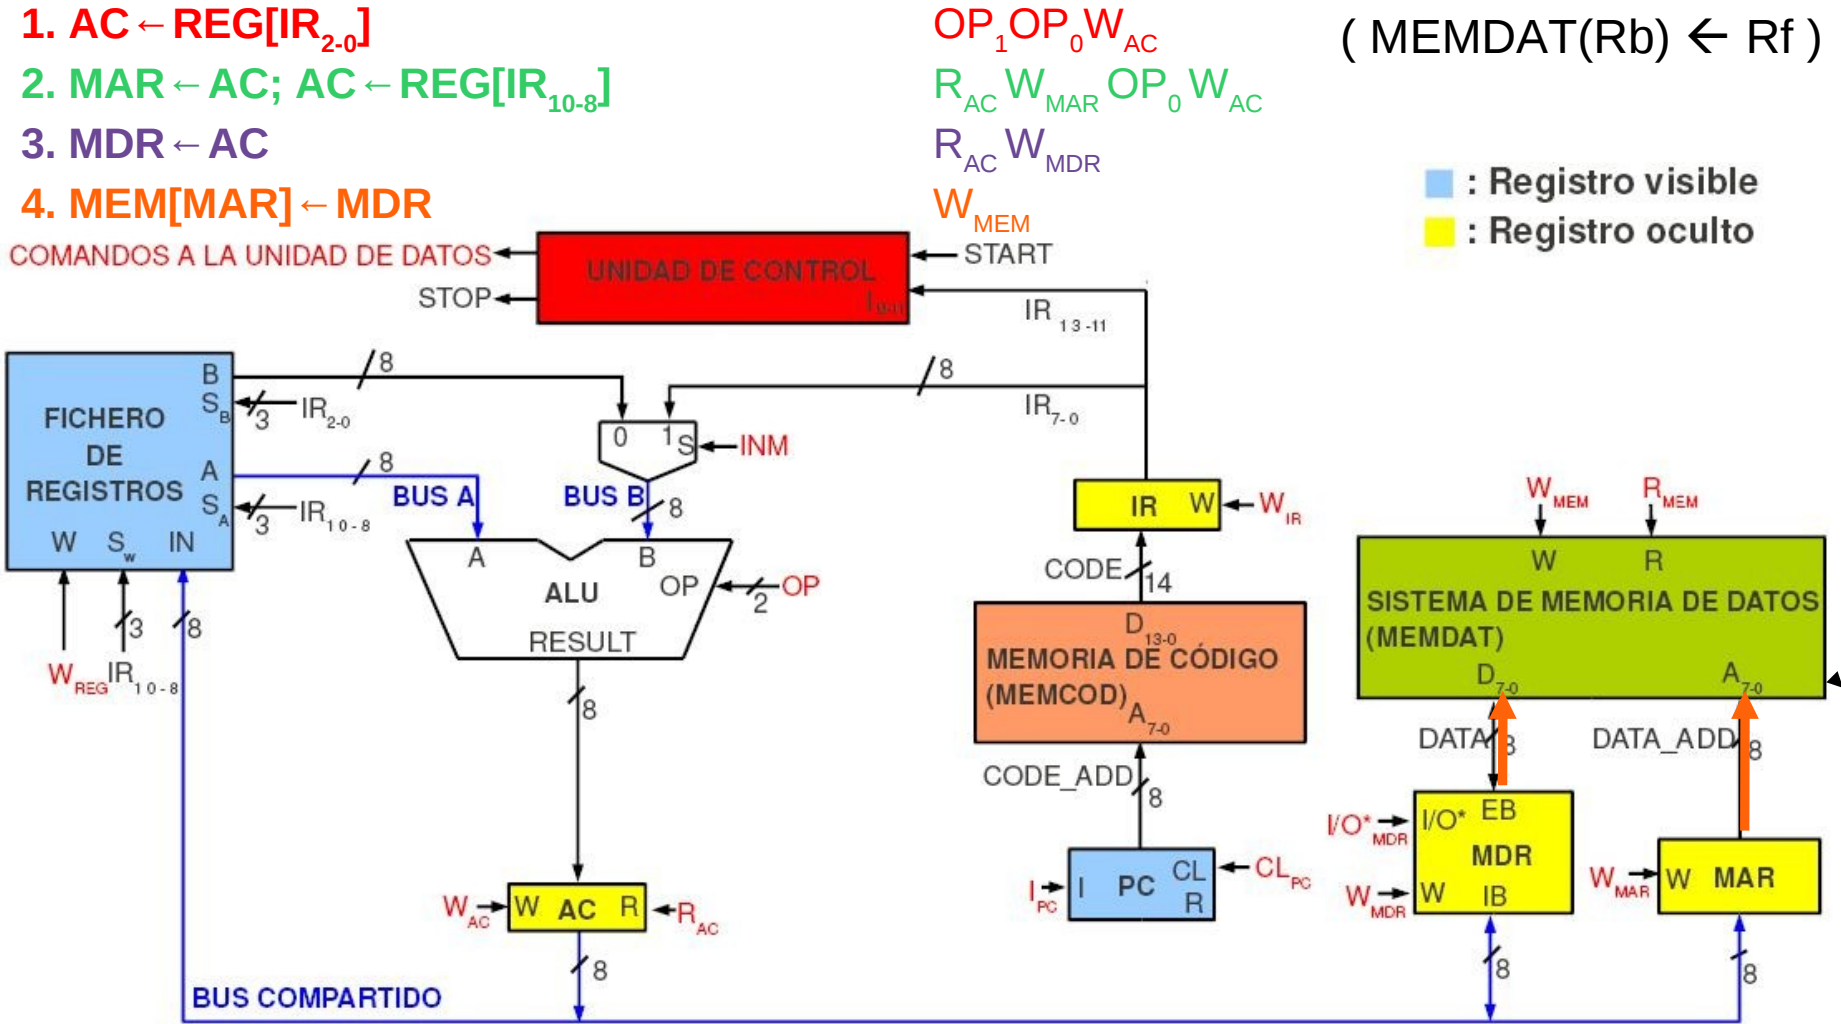 1. AC←REG[IR2-0] OP1OP0WAC ( MEMDAT(Rb) ← Rf )
2. MAR←AC; AC←REG[IR10-8] RAC WMAR OP0 WAC
3. MDR←AC RAC WMDR
4. MEM[MAR]←MDR WMEM
: Registro visible
: Registro oculto
COMANDOS A LA UNIDAD DE DATOS
UNIDAD DE CONTROL
START
STOP
IR 13-11
B
8
8
SB
3
IR2-0
IR7-0
FICHERO
DE
REGISTROS
0 1 S
INM
A
8
BUS A
BUS B
8
SA
3
IR10-8
W Sw IN
IR W
WIR
WMEM RMEM
A B
ALU
OP
2
OP
RESULT
CODE
14
W R
SISTEMA DE MEMORIA DE DATOS
(MEMDAT)
D7-0 A7-0
3
8
WREG
IR10-8
D13-0
MEMORIA DE CÓDIGO
(MEMCOD)
A7-0
8
DATA
8
DATA_ADD
8
CODE_ADD
8
I/O*MDR
I/O* EB
MDR
WMDR
W IB
IPC
I PC CL
R
CLPC
WMAR
W MAR
WAC
W AC R
RAC
8
8
8
BUS COMPARTIDO